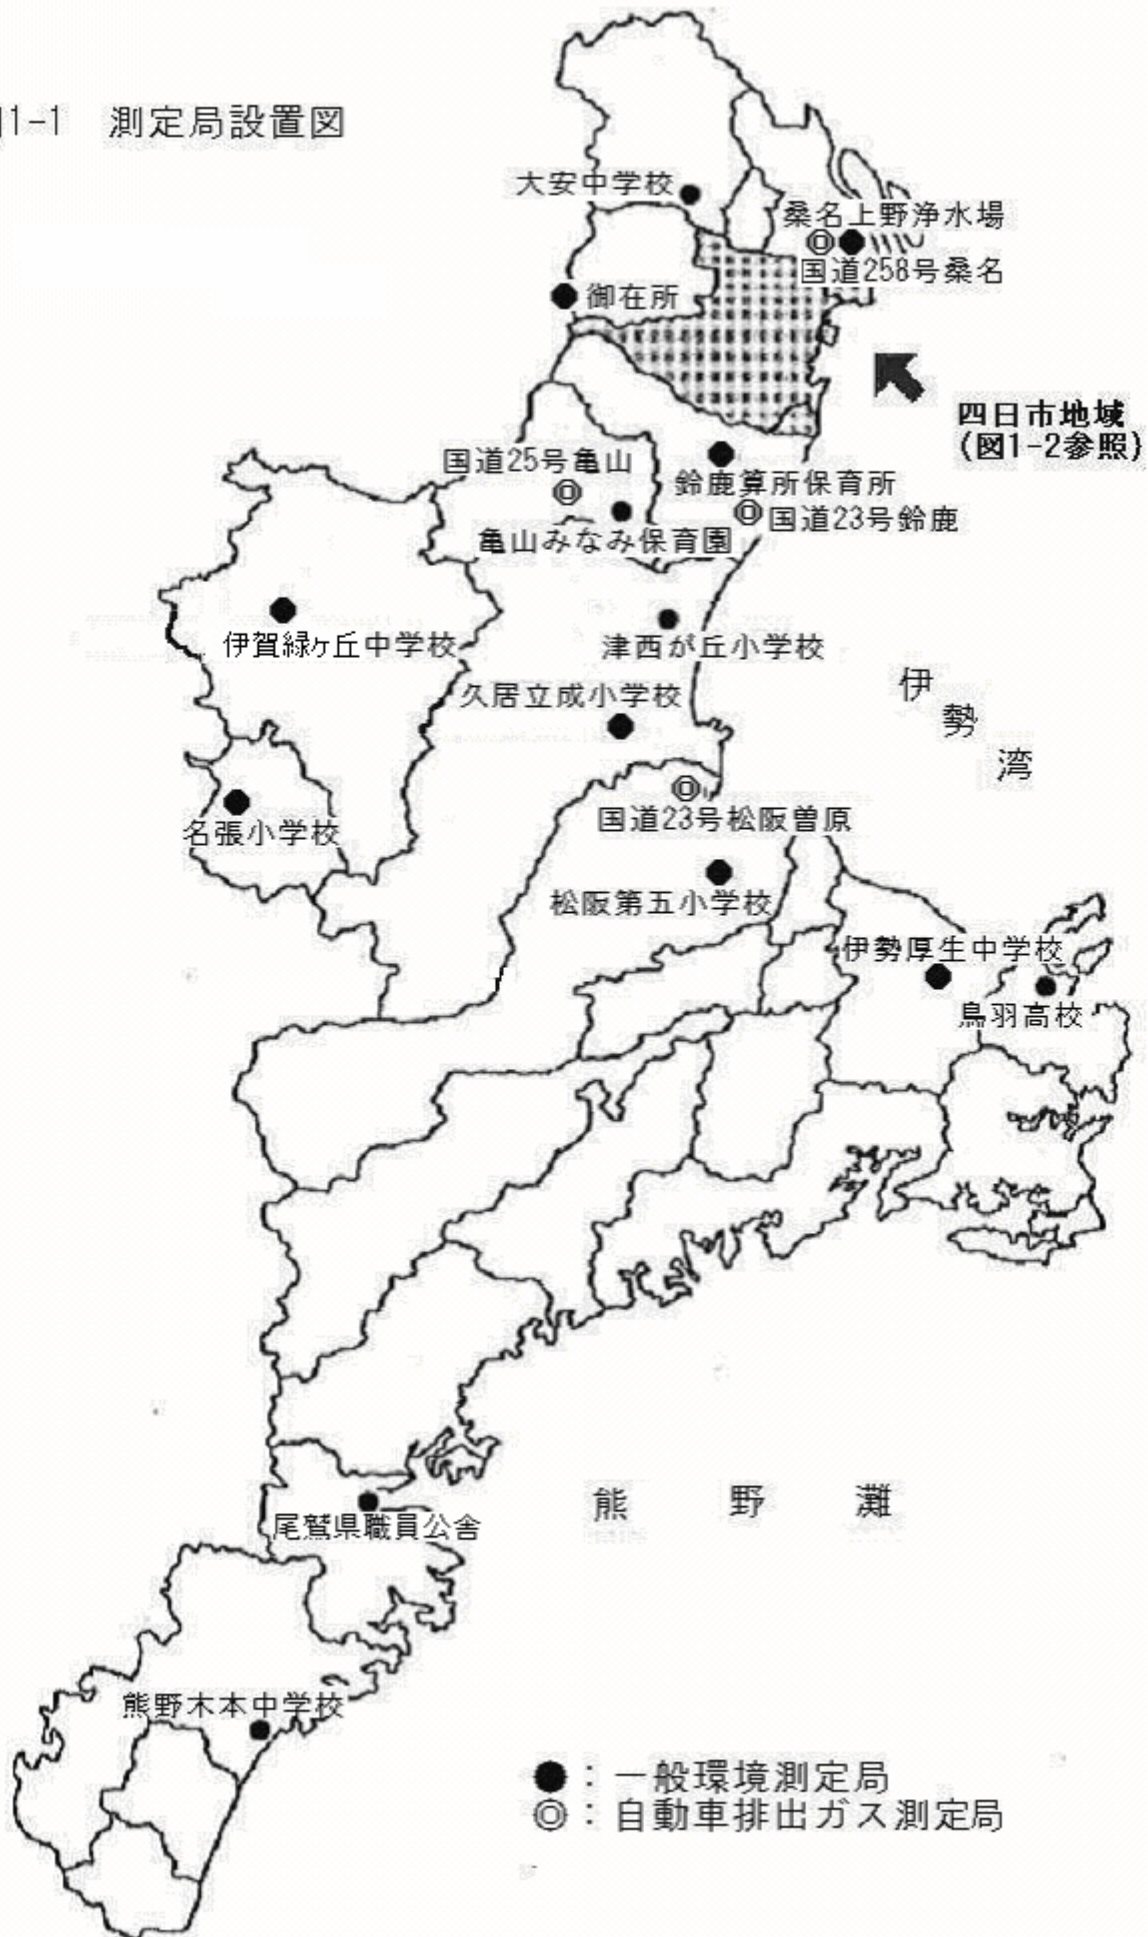 1-1 測定局設置図
大安中学校
桑名上野浄水場
国道258号桑名
御在所
四日市地域
(図1-2参照)
国道25号亀山
鈴鹿算所保育所
国道23号鈴鹿
亀山みなみ保育園
伊賀緑ヶ丘中学校
津西が丘小学校
久居立成小学校
伊勢湾
国道23号松阪曽原
名張小学校
松阪第五小学校
伊勢厚生中学校
鳥羽高校
熊野灘
尾鷲県職員公舎
熊野木本中学校
●：一般環境測定局
◎：自動車排出ガス測定局